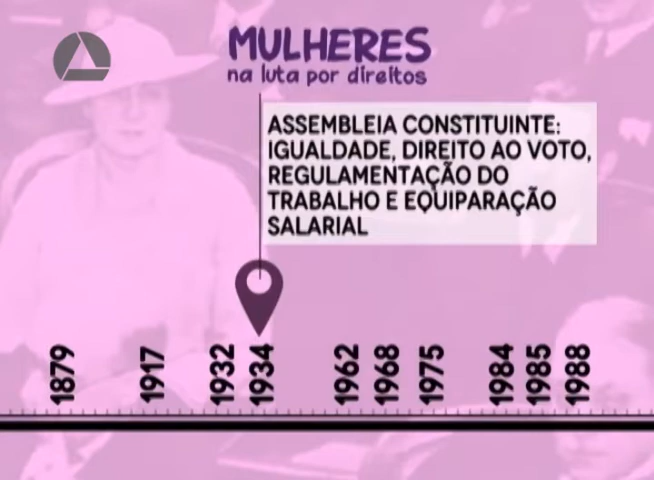 MULHERES
na luta por direitos
ASSEMBLEIA CONSTITUINTE:
IGUALDADE, DIREITO AO VOTO,
REGULAMENTAÇÃO DO
TRABALHO E EQUIPARAÇÃO
SALARIAL
1879
1917
1932
1934
1962
1968
1975
1984
1985
1988